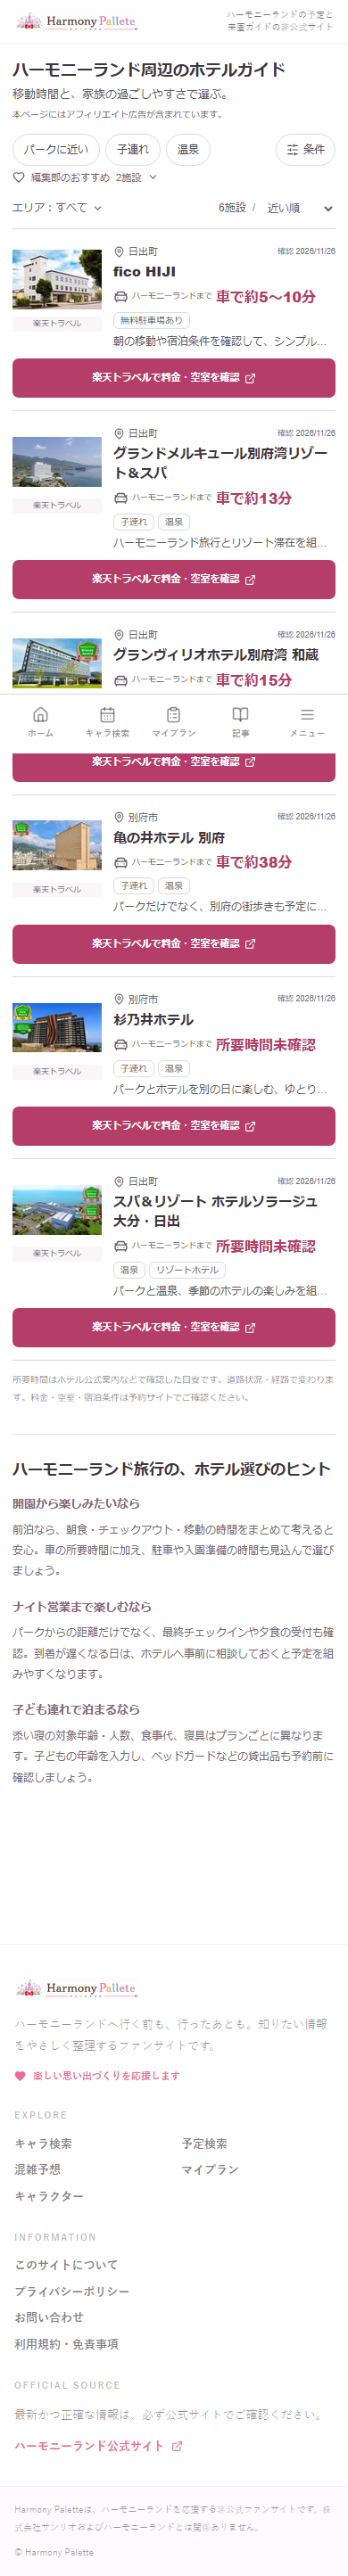 Harmony Pallete
ハーモニーランドの予定と
来園ガイドの非公式サイト
ハーモニーランド周辺のホテルガイド
移動時間と、家族の過ごしやすさで選ぶ。
本ページにはアフィリエイト広告が含まれています。
パークに近い 子連れ 温泉 条件
編集部のおすすめ 2施設
エリア：すべて 6施設 / 近い順
日出町 確認 2026/11/26
fico HIJI
ハーモニーランドまで 車で約5〜10分
楽天トラベル
無料駐車場あり
朝の移動や宿泊条件を確認して、シンプル…
楽天トラベルで料金・空室を確認
日出町 確認 2026/11/26
グランドメルキュール別府湾リゾー
ト＆スパ
ハーモニーランドまで 車で約13分
楽天トラベル
子連れ 温泉
ハーモニーランド旅行とリゾート滞在を組…
楽天トラベルで料金・空室を確認
日出町 確認 2026/11/26
グランヴィリオホテル別府湾 和蔵
ハーモニーランドまで 車で約15分
ホーム キャラ検索 マイプラン 記事 メニュー
楽天トラベルで料金・空室を確認
別府市 確認 2026/11/26
亀の井ホテル 別府
ハーモニーランドまで 車で約38分
楽天トラベル
子連れ 温泉
パークだけでなく、別府の街歩きも予定に…
楽天トラベルで料金・空室を確認
別府市 確認 2026/11/26
杉乃井ホテル
ハーモニーランドまで 所要時間未確認
楽天トラベル
子連れ 温泉
パークとホテルを別の日に楽しむ、ゆとり…
楽天トラベルで料金・空室を確認
日出町 確認 2026/11/26
スパ＆リゾート ホテルソラージュ
大分・日出
ハーモニーランドまで 所要時間未確認
楽天トラベル
温泉 リゾートホテル
パークと温泉、季節のホテルの楽しみを組…
楽天トラベルで料金・空室を確認
所要時間はホテル公式案内などで確認した目安です。道路状況・経路で変わりま
す。料金・空室・宿泊条件は予約サイトでご確認ください。
ハーモニーランド旅行の、ホテル選びのヒント
開園から楽しみたいなら
前泊なら、朝食・チェックアウト・移動の時間をまとめて考えると
安心。車の所要時間に加え、駐車や入園準備の時間も見込んで選び
ましょう。
ナイト営業まで楽しむなら
パークからの距離だけでなく、最終チェックインや夕食の受付も確
認。到着が遅くなる日は、ホテルへ事前に相談しておくと予定を組
みやすくなります。
子ども連れで泊まるなら
添い寝の対象年齢・人数、食事代、寝具はプランごとに異なりま
す。子どもの年齢を入力し、ベッドガードなどの貸出品も予約前に
確認しましょう。
Harmony Pallete
ハーモニーランドへ行く前も、行ったあとも。知りたい情報
をやさしく整理するファンサイトです。
楽しい思い出づくりを応援します
EXPLORE
キャラ検索 予定検索
混雑予想 マイプラン
キャラクター
INFORMATION
このサイトについて
プライバシーポリシー
お問い合わせ
利用規約・免責事項
OFFICIAL SOURCE
最新かつ正確な情報は、必ず公式サイトでご確認ください。
ハーモニーランド公式サイト
Harmony Paletteは、ハーモニーランドを応援する非公式ファンサイトです。株
式会社サンリオおよびハーモニーランドとは関係ありません。
© Harmony Palette